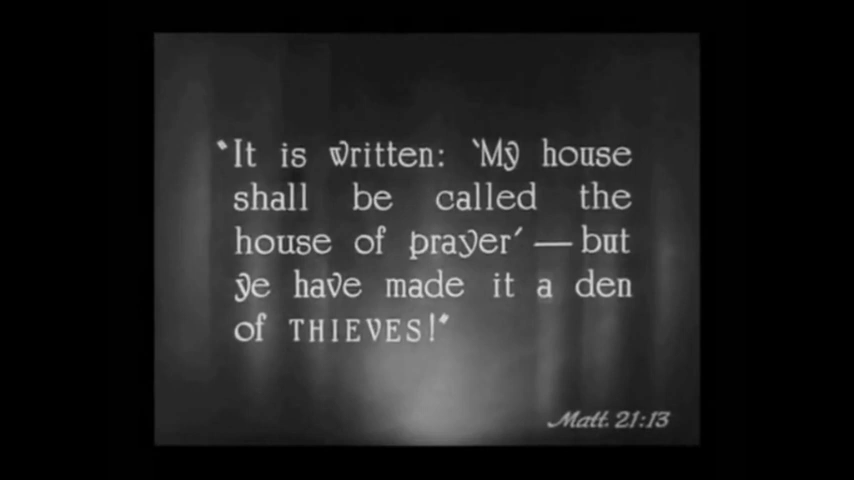 "It is written: 'My house
shall be called the
house of prayer' — but
ye have made it a den
of THIEVES!"
Matt. 21:13